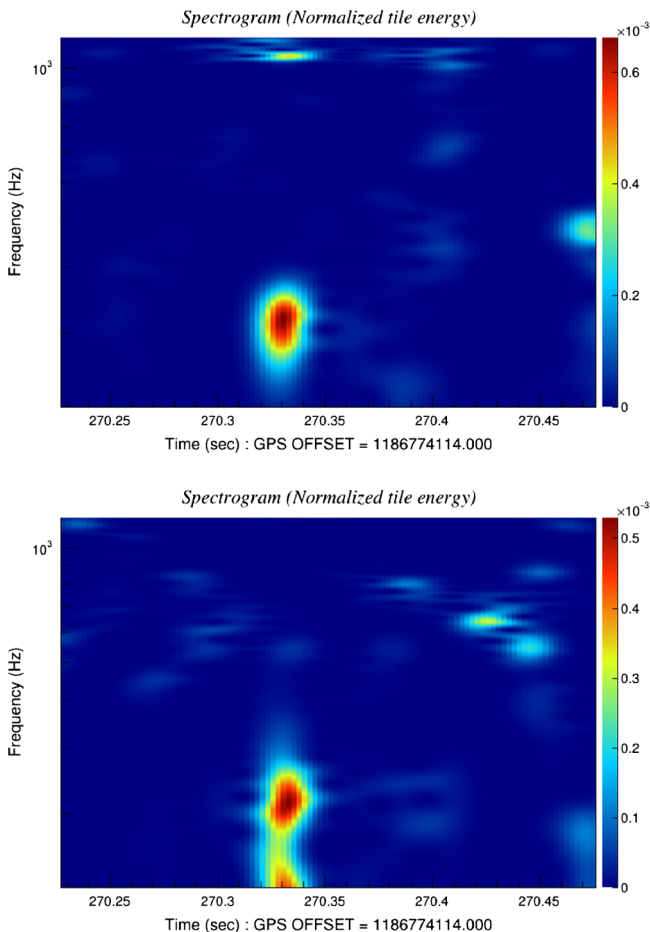 Spectrogram (Normalized tile energy)
×10⁻³
10³
0.6
0.4
0.2
0
Frequency (Hz)
270.25 270.3 270.35 270.4 270.45
Time (sec) : GPS OFFSET = 1186774114.000
Spectrogram (Normalized tile energy)
×10⁻³
10³
0.5
0.4
0.3
0.2
0.1
0
Frequency (Hz)
270.25 270.3 270.35 270.4 270.45
Time (sec) : GPS OFFSET = 1186774114.000